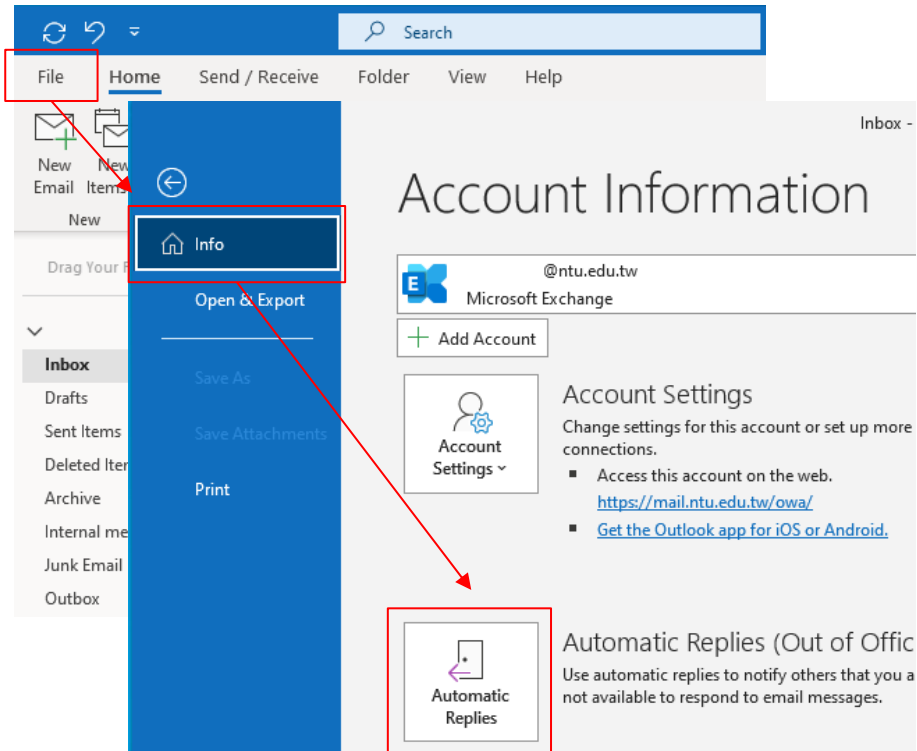 Search
File Home Send / Receive Folder View Help
New Email
New Items
New
Drag Your
Inbox
Drafts
Sent Items
Deleted Iter
Archive
Internal me
Junk Email
Outbox
Info
Open & Export
Save As
Save Attachments
Print
Inbox -
Account Information
@ntu.edu.tw
Microsoft Exchange
Add Account
Account
Settings
Account Settings
Change settings for this account or set up more
connections.
Access this account on the web.
https://mail.ntu.edu.tw/owa/
Get the Outlook app for iOS or Android.
Automatic
Replies
Automatic Replies (Out of Offic
Use automatic replies to notify others that you a
not available to respond to email messages.